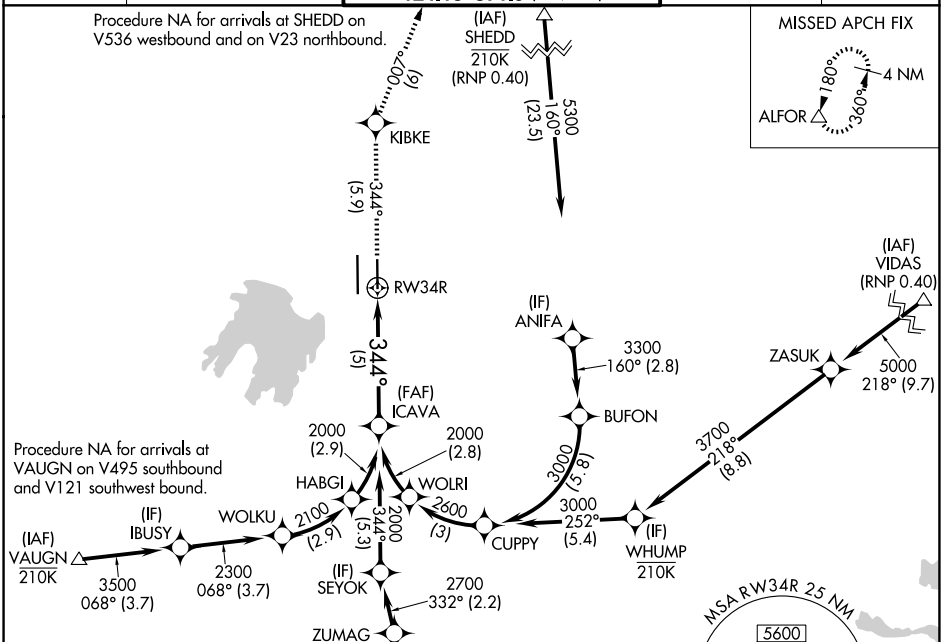 Procedure NA for arrivals at SHEDD on
V536 westbound and on V23 northbound.
(IAF)
SHEDD
210K
(RNP 0.40)
MISSED APCH FIX
180°
4 NM
360°
ALFOR
007°
(6)
5300
160°
(23.5)
KIBKE
344°
(5.9)
RW34R
(IAF)
VIDAS
(RNP 0.40)
(IF)
ANIFA
ZASUK
5000
218° (9.7)
3300
160° (2.8)
344°
(5)
(FAF)
ICAVA
BUFON
2000
(2.9)
2000
(2.8)
3700
218°
(8.8)
Procedure NA for arrivals at
VAUGN on V495 southbound
and V121 southwest bound.
3000
(5.8)
HABGI
WOLRI
(IF)
IBUSY
WOLKU
2100
(2.9)
2000
344°
(5.3)
2600
(3)
3000
252°
(5.4)
CUPPY
(IF)
WHUMP
210K
(IAF)
VAUGN
210K
3500
068° (3.7)
2300
068° (3.7)
(IF)
SEYOK
2700
332° (2.2)
ZUMAG
MSA RW34R 25 NM
5600